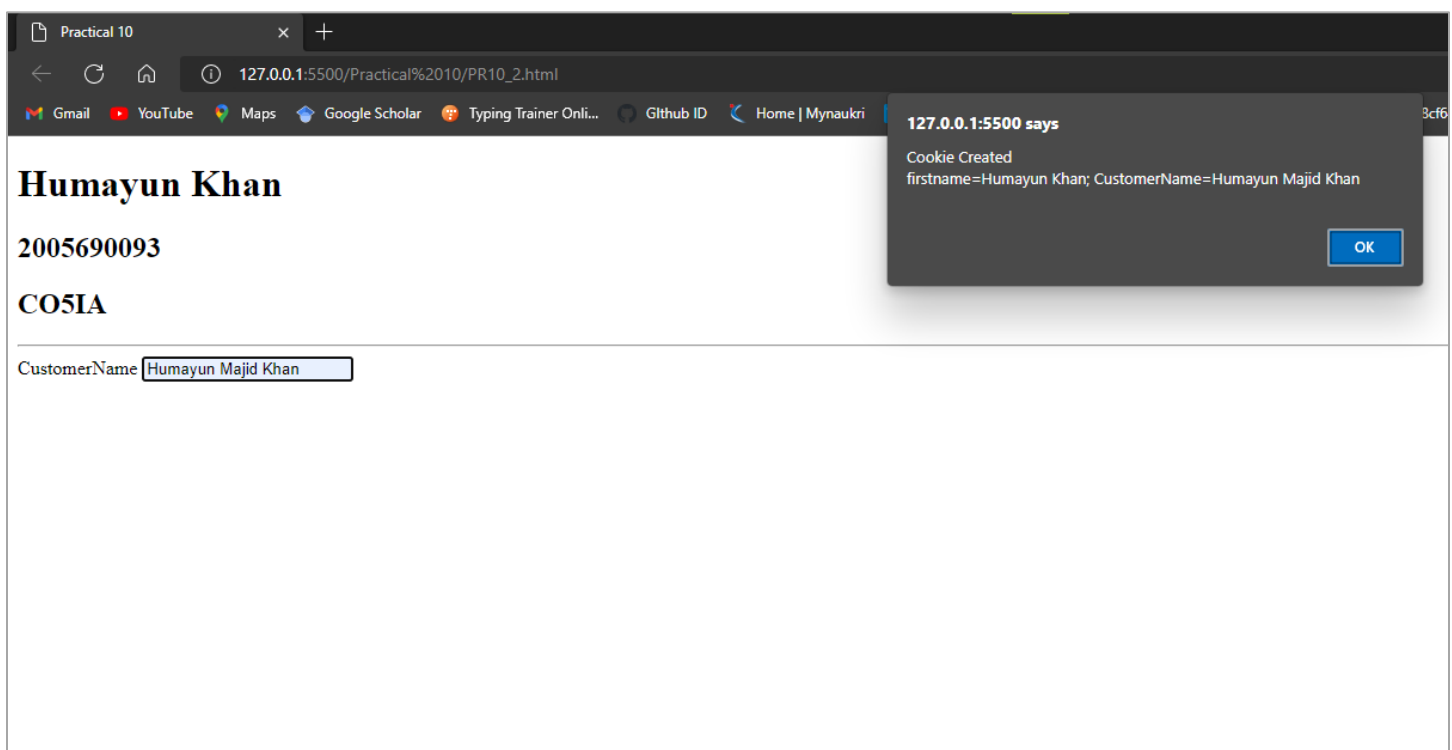 Practical 10
127.0.0.1:5500/Practical%2010/PR10_2.html
Gmail YouTube Maps Google Scholar Typing Trainer Onli... GIthub ID Home | Mynaukri
127.0.0.1:5500 says
Cookie Created
firstname=Humayun Khan; CustomerName=Humayun Majid Khan
OK
Humayun Khan
2005690093
CO5IA
CustomerName Humayun Majid Khan